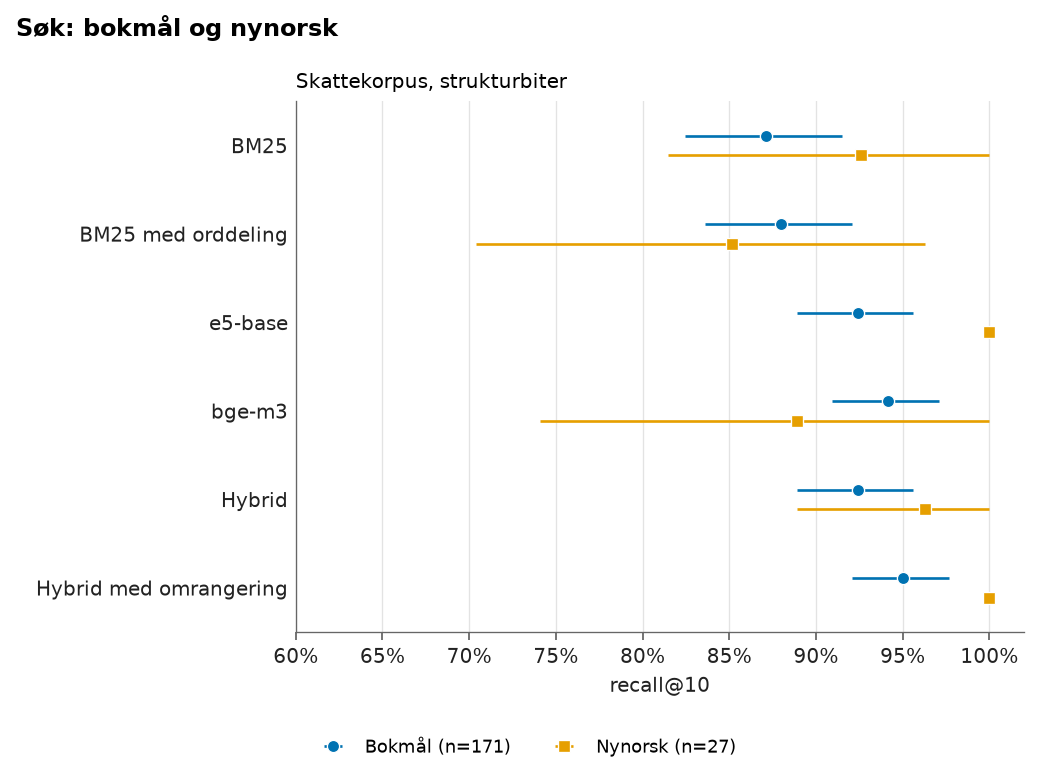 Søk: bokmål og nynorsk
Skattekorpus, strukturbiter
BM25
BM25 med orddeling
e5-base
bge-m3
Hybrid
Hybrid med omrangering
60% 65% 70% 75% 80% 85% 90% 95% 100%
recall@10
Bokmål (n=171) Nynorsk (n=27)